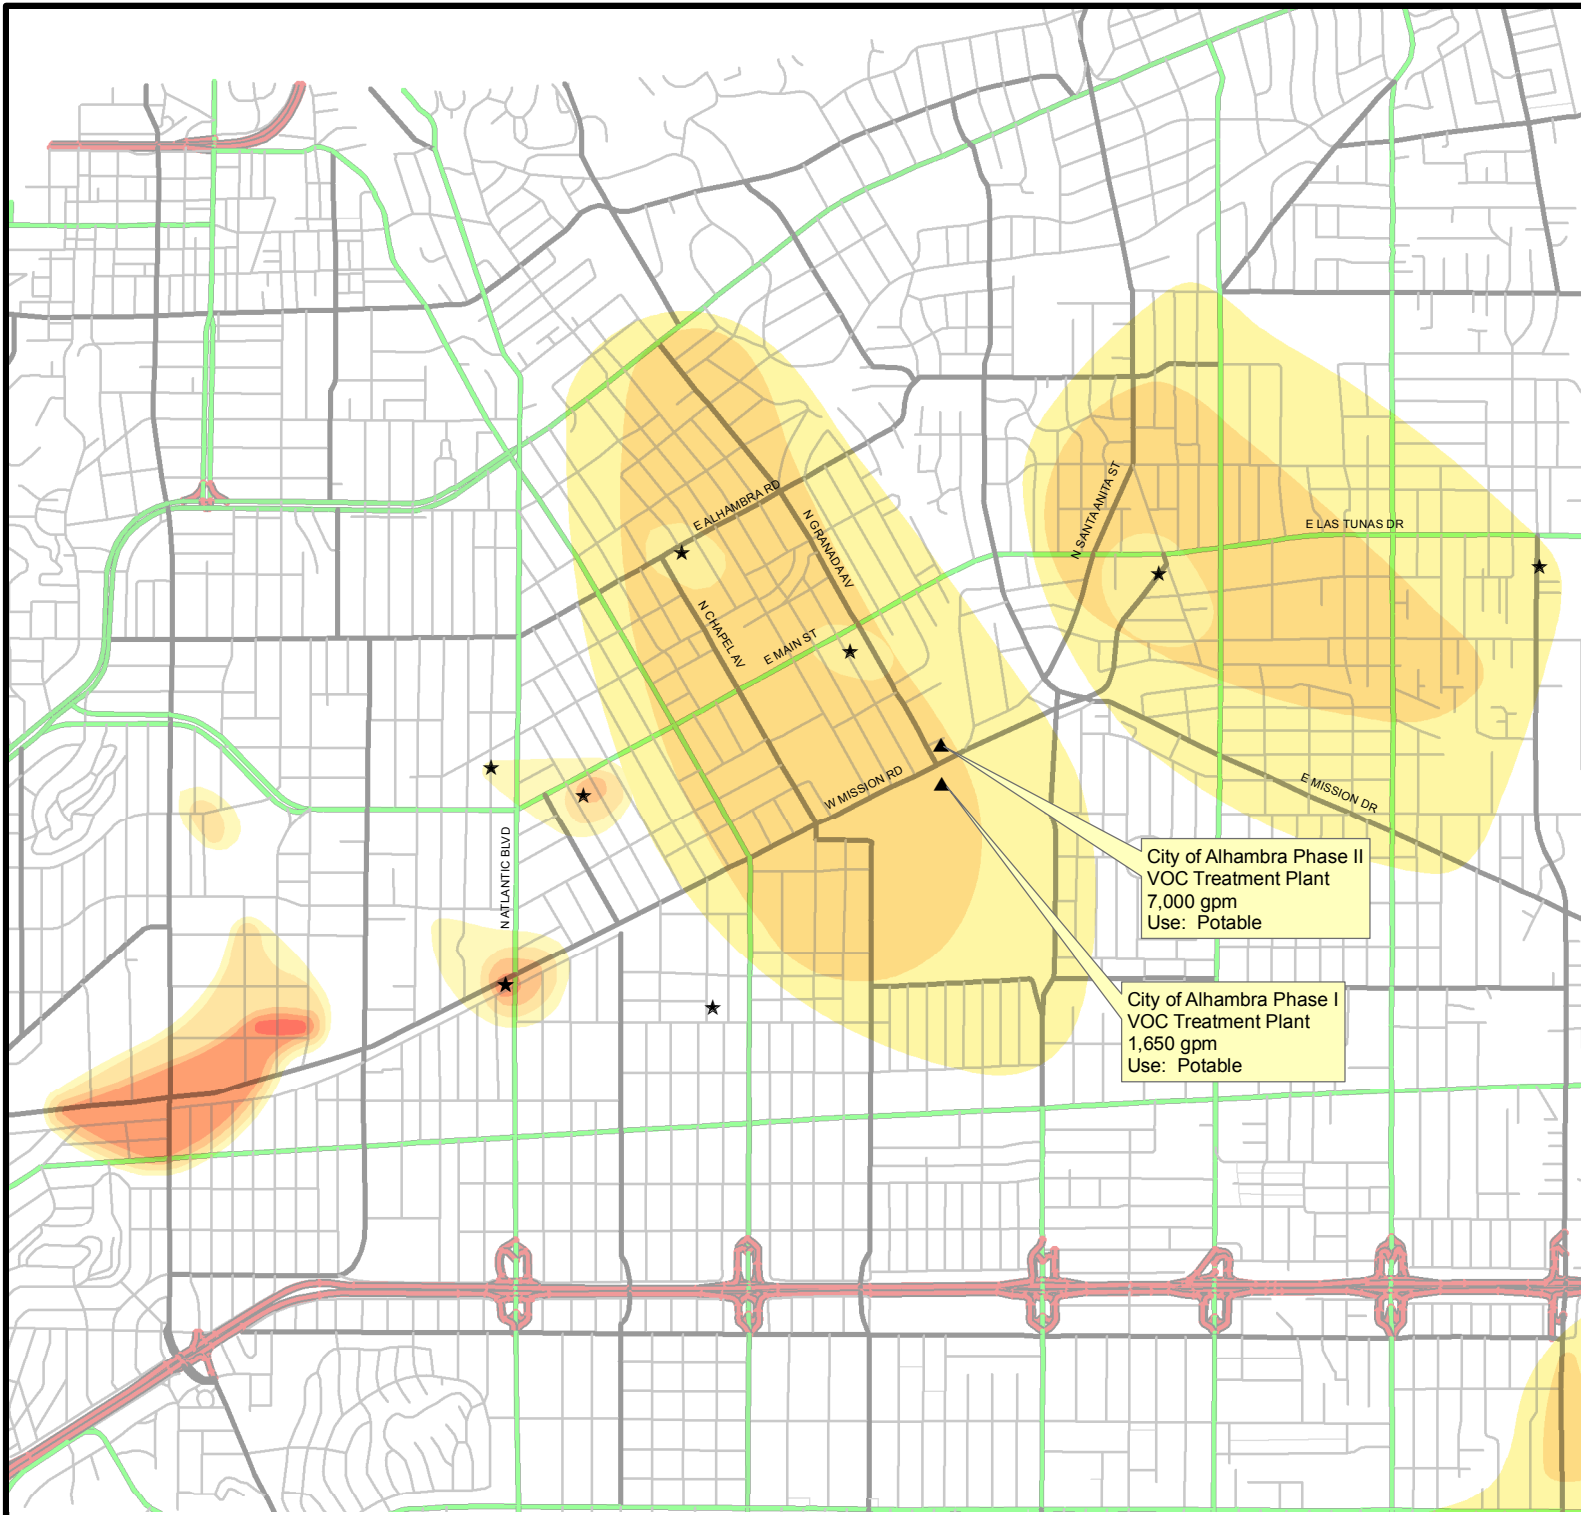 E ALHAMBRA RD
N GRANADA AV
N SANTA ANITA ST
E LAS TUNAS DR
N CHAPEL AV
E MAIN ST
W MISSION RD
E MISSION DR
N ATLANTIC BLVD
City of Alhambra Phase II
VOC Treatment Plant
7,000 gpm
Use:  Potable
City of Alhambra Phase I
VOC Treatment Plant
1,650 gpm
Use:  Potable